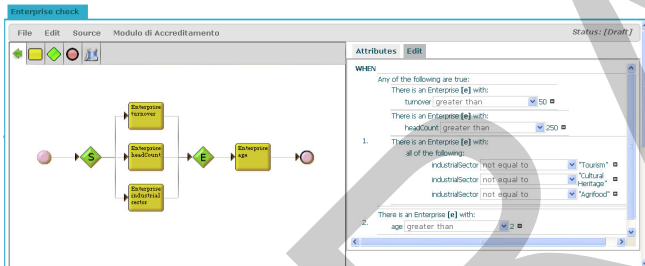 Enterprise check
File Edit Source Modulo di Accreditamento Status: [Draft]
Attributes Edit
S
Enterprise
turnover
Enterprise
headCount
Enterprise
industrial
sector
E
Enterprise
age
WHEN
Any of the following are true:
There is an Enterprise [e] with:
turnover greater than 50
There is an Enterprise [e] with:
headCount greater than 250
1. There is an Enterprise [e] with:
all of the following:
industrialSector not equal to "Tourism"
industrialSector not equal to "Cultural
Heritage"
industrialSector not equal to "Agrifood"
There is an Enterprise [e] with:
2.
age greater than 2